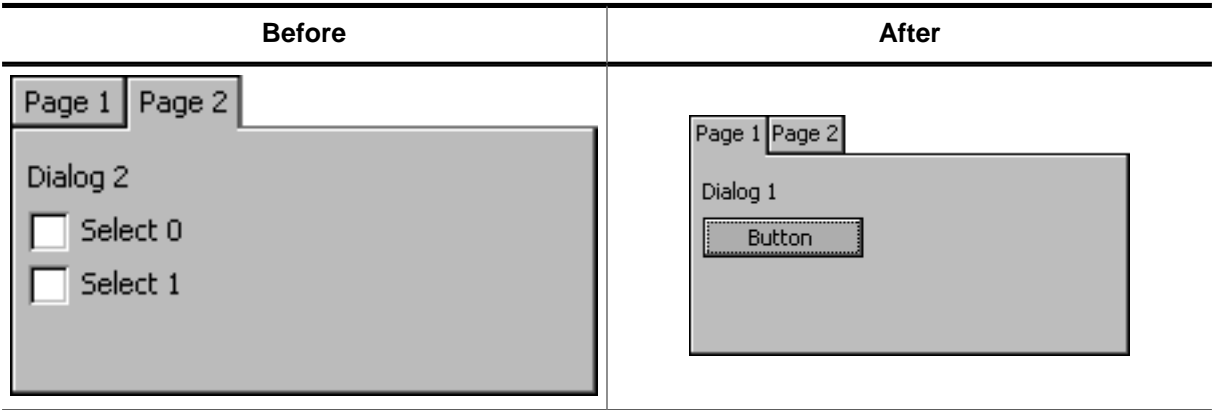 Before After
Page 1 Page 2
Dialog 2
Select 0
Select 1
Page 1 Page 2
Dialog 1
Button